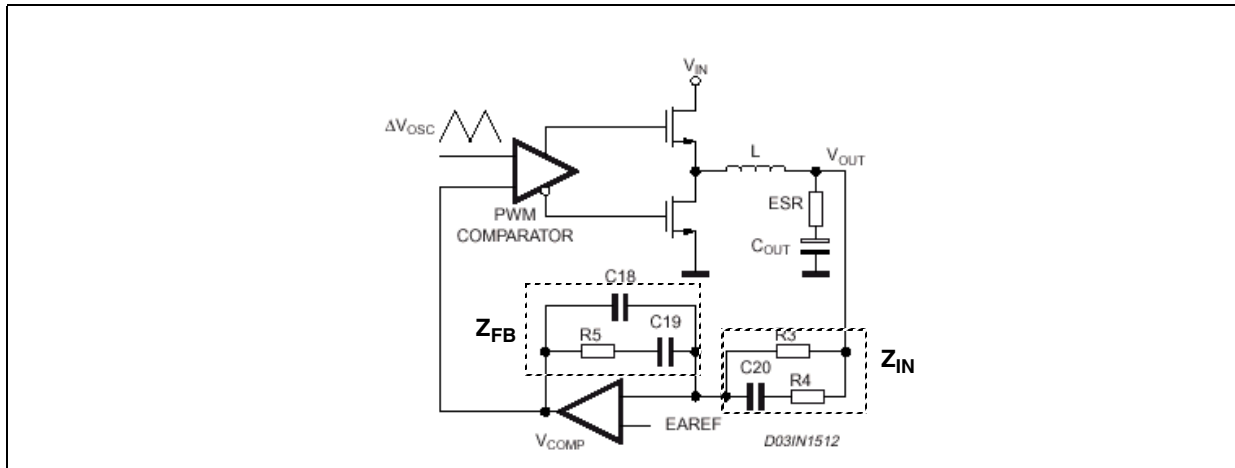 V_IN
ΔV_OSC
L
V_OUT
ESR
PWM
COMPARATOR
C_OUT
C18
Z_FB
C19
R5
R3
Z_IN
C20
R4
EAREF
V_COMP
D03IN1512